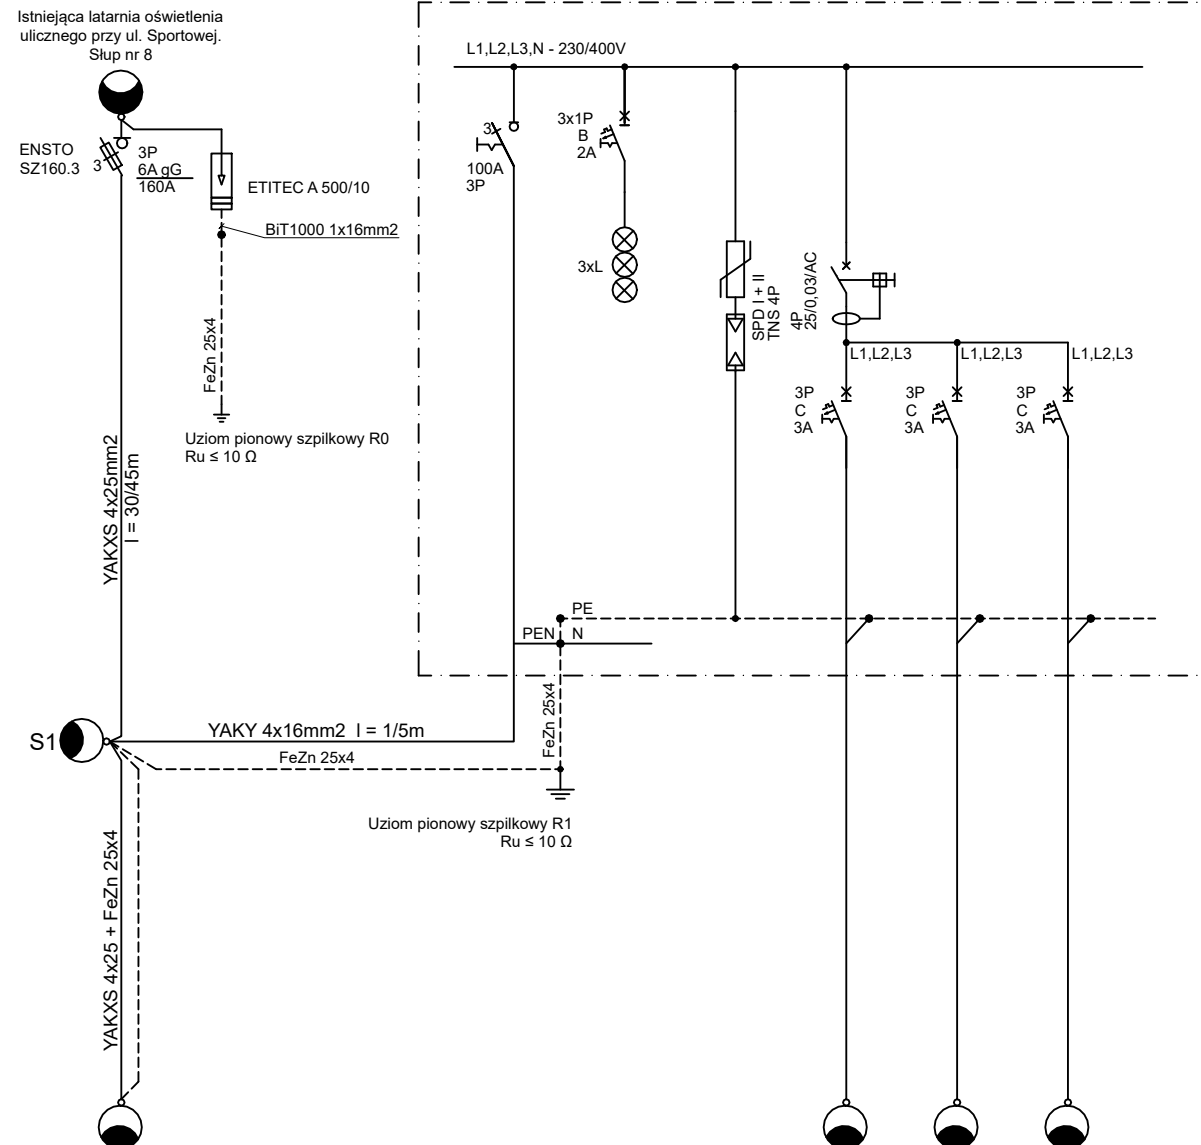 Istniejąca latarnia oświetlenia
ulicznego przy ul. Sportowej.
Słup nr 8
ENSTO
SZ160.3
3
3P
6A gG
160A
ETITEC A 500/10
BiT1000 1x16mm2
FeZn 25x4
Uziom pionowy szpilkowy R0
Ru ≤ 10 Ω
YAKXS 4x25mm2
l = 30/45m
L1,L2,L3,N - 230/400V
3
100A
3P
3x1P
B
2A
3xL
SPD I + II
TNS 4P
4P
25/0,03/AC
L1,L2,L3
L1,L2,L3
L1,L2,L3
3P
C
3A
3P
C
3A
3P
C
3A
PE
PEN
N
S1
YAKY 4x16mm2 l = 1/5m
FeZn 25x4
FeZn 25x4
Uziom pionowy szpilkowy R1
Ru ≤ 10 Ω
YAKXS 4x25 + FeZn 25x4